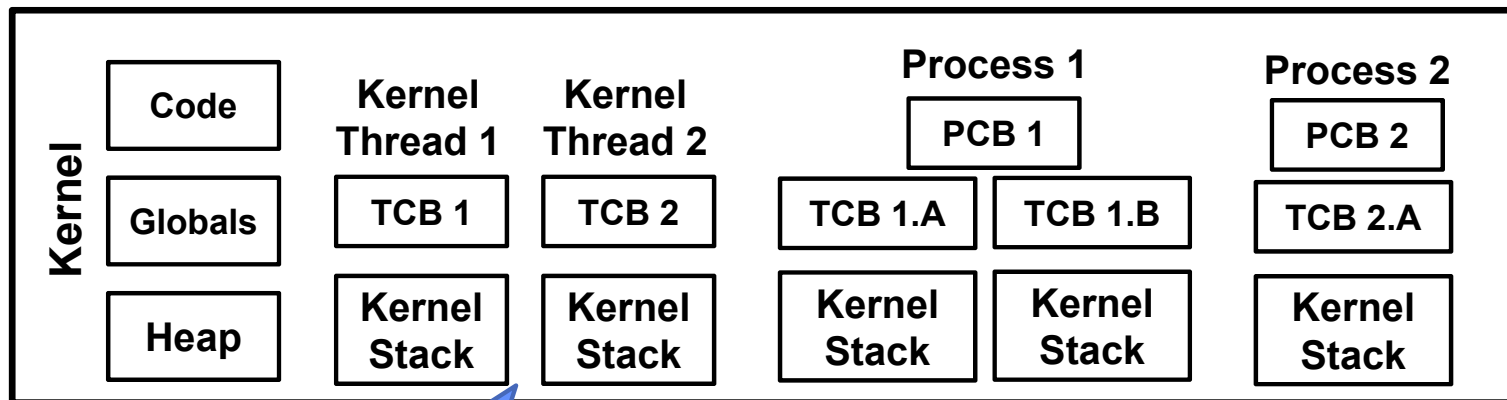 Kernel
Code
Globals
Heap
Kernel
Thread 1
TCB 1
Kernel
Stack
Kernel
Thread 2
TCB 2
Kernel
Stack
Process 1
PCB 1
TCB 1.A
TCB 1.B
Kernel
Stack
Kernel
Stack
Process 2
PCB 2
TCB 2.A
Kernel
Stack